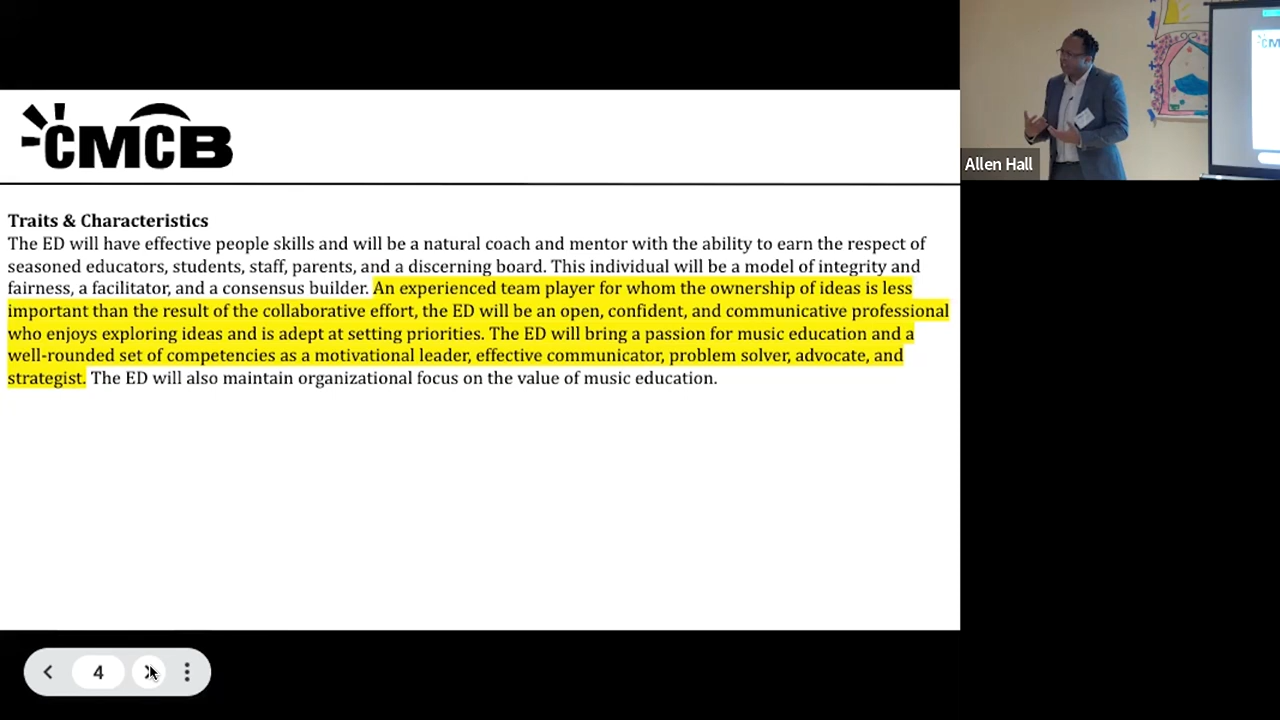 CMCB
Traits & Characteristics
The ED will have effective people skills and will be a natural coach and mentor with the ability to earn the respect of
seasoned educators, students, staff, parents, and a discerning board. This individual will be a model of integrity and
fairness, a facilitator, and a consensus builder. An experienced team player for whom the ownership of ideas is less
important than the result of the collaborative effort, the ED will be an open, confident, and communicative professional
who enjoys exploring ideas and is adept at setting priorities. The ED will bring a passion for music education and a
well-rounded set of competencies as a motivational leader, effective communicator, problem solver, advocate, and
strategist. The ED will also maintain organizational focus on the value of music education.
4
Allen Hall